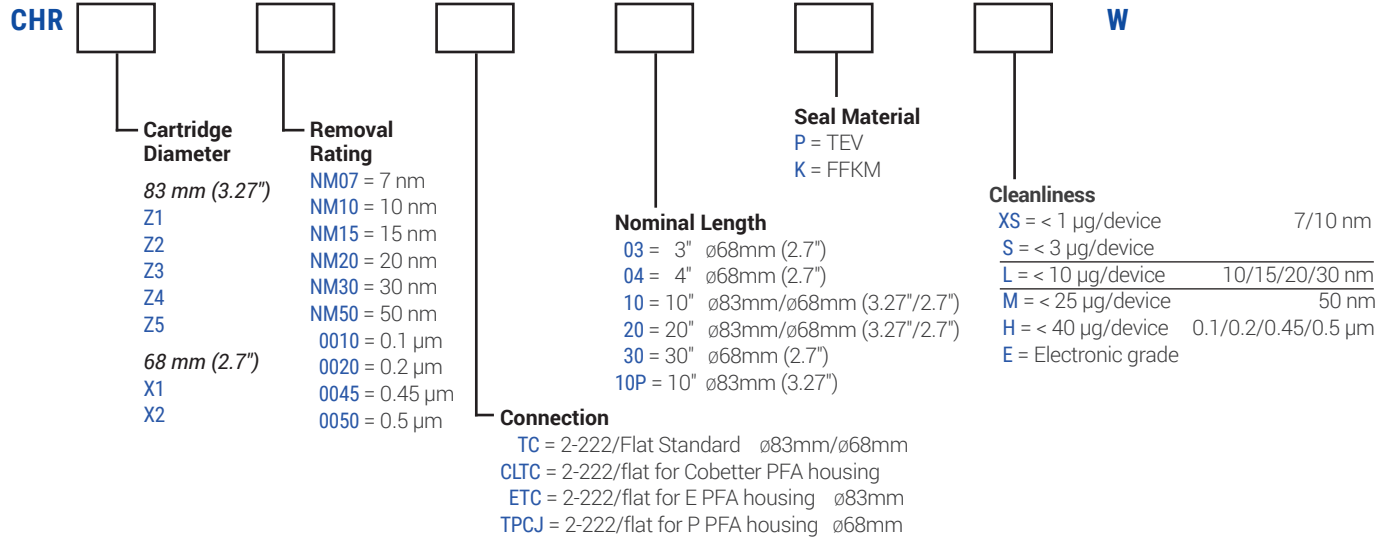 CHR W
Cartridge
Diameter
83 mm (3.27")
Z1
Z2
Z3
Z4
Z5
68 mm (2.7")
X1
X2
Removal
Rating
NM07 = 7 nm
NM10 = 10 nm
NM15 = 15 nm
NM20 = 20 nm
NM30 = 30 nm
NM50 = 50 nm
0010 = 0.1 µm
0020 = 0.2 µm
0045 = 0.45 µm
0050 = 0.5 µm
Connection
TC = 2-222/Flat Standard ø83mm/ø68mm
CLTC = 2-222/flat for Cobetter PFA housing
ETC = 2-222/flat for E PFA housing ø83mm
TPCJ = 2-222/flat for P PFA housing ø68mm
Nominal Length
03 = 3" ø68mm (2.7")
04 = 4" ø68mm (2.7")
10 = 10" ø83mm/ø68mm (3.27"/2.7")
20 = 20" ø83mm/ø68mm (3.27"/2.7")
30 = 30" ø68mm (2.7")
10P = 10" ø83mm (3.27")
Seal Material
P = TEV
K = FFKM
Cleanliness
XS = < 1 µg/device 7/10 nm
S = < 3 µg/device
L = < 10 µg/device 10/15/20/30 nm
M = < 25 µg/device 50 nm
H = < 40 µg/device 0.1/0.2/0.45/0.5 µm
E = Electronic grade